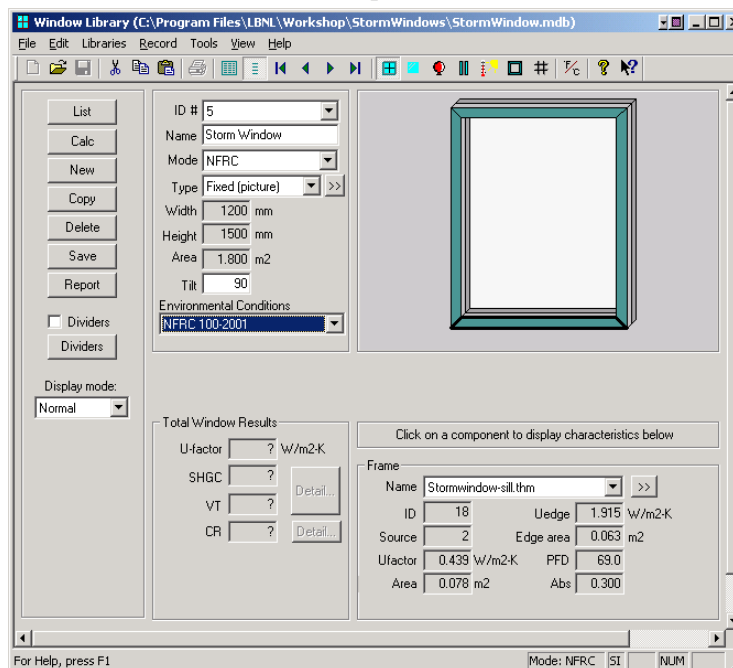 Window Library (C:\Program Files\LBNL\Workshop\StormWindows\StormWindow.mdb)
File Edit Libraries Record Tools View Help
List
Calc
New
Copy
Delete
Save
Report
Dividers
Dividers
Display mode:
Normal
ID # 5
Name Storm Window
Mode NFRC
Type Fixed (picture) >>
Width 1200 mm
Height 1500 mm
Area 1.800 m2
Tilt 90
Environmental Conditions
NFRC 100-2001
Total Window Results
U-factor ? W/m2-K
SHGC ?
VT ?
Detail...
CR ? Detail...
Click on a component to display characteristics below
Frame
Name Stormwindow-sill.thm >>
ID 18 Uedge 1.915 W/m2-K
Source 2 Edge area 0.063 m2
Ufactor 0.439 W/m2-K PFD 69.0
Area 0.078 m2 Abs 0.300
For Help, press F1 Mode: NFRC SI NUM